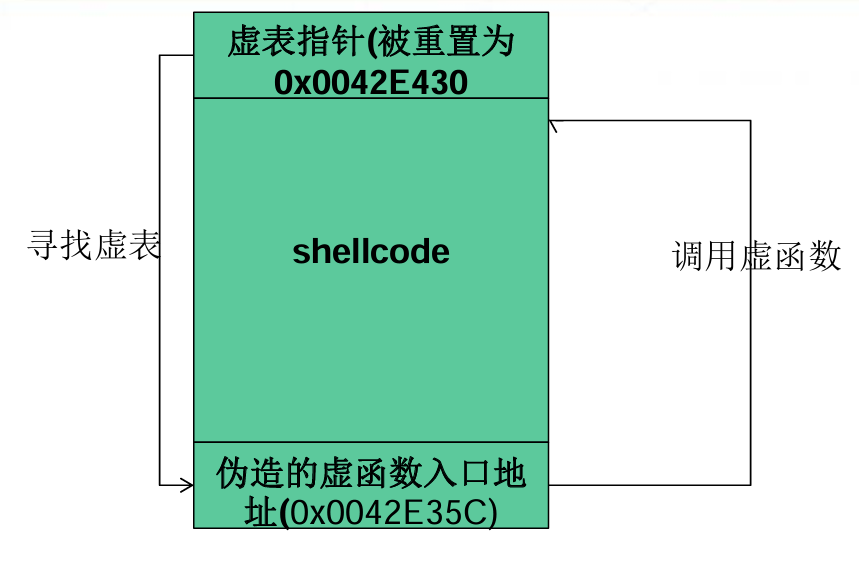 虚表指针(被重置为
0x0042E430
寻找虚表
shellcode
调用虚函数
伪造的虚函数入口地
址(0x0042E35C)